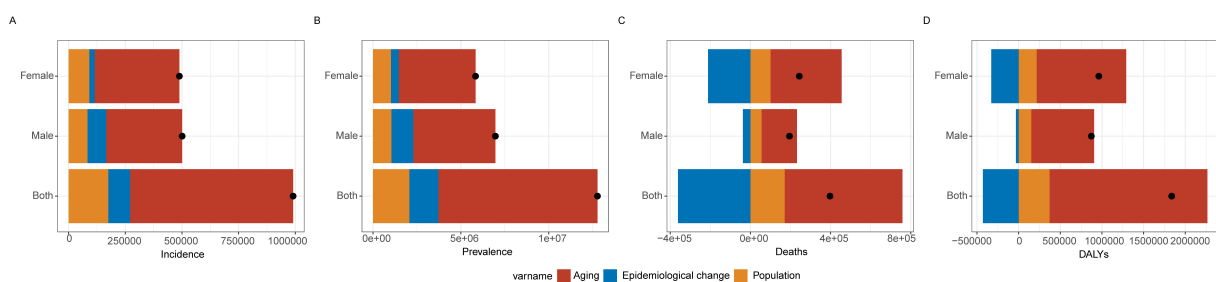 A B C D
Female
Male
Both
0 250000 500000 750000 1000000
Incidence
Female
Male
Both
0e+00 5e+06 1e+07
Prevalence
Female
Male
Both
−4e+05 0e+00 4e+05 8e+05
Deaths
Female
Male
Both
−500000 0 500000 1000000 1500000 2000000
DALYs
varname Aging Epidemiological change Population